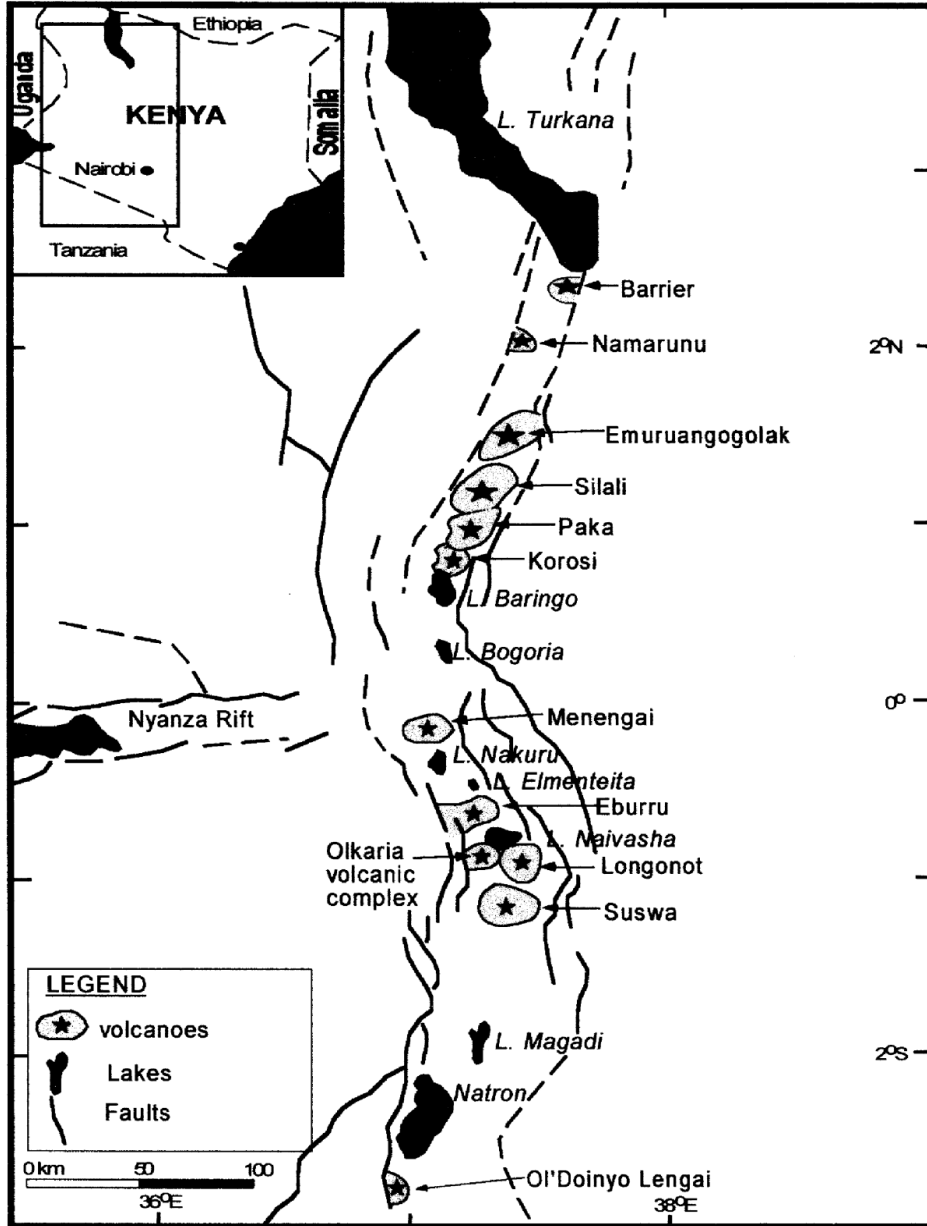 Ethiopia
Uganda
KENYA
Somalia
Nairobi
Tanzania
L. Turkana
Barrier
Namarunu
2ºN
Emuruangogolak
Silali
Paka
Korosi
L. Baringo
L. Bogoria
Nyanza Rift
Menengai
0º
L. Nakuru
L. Elmenteita
Eburru
L. Naivasha
Olkaria
volcanic
complex
Longonot
Suswa
LEGEND
volcanoes
Lakes
Faults
L. Magadi
2ºS
Natron
0 km 50 100
36ºE
Ol'Doinyo Lengai
38ºE